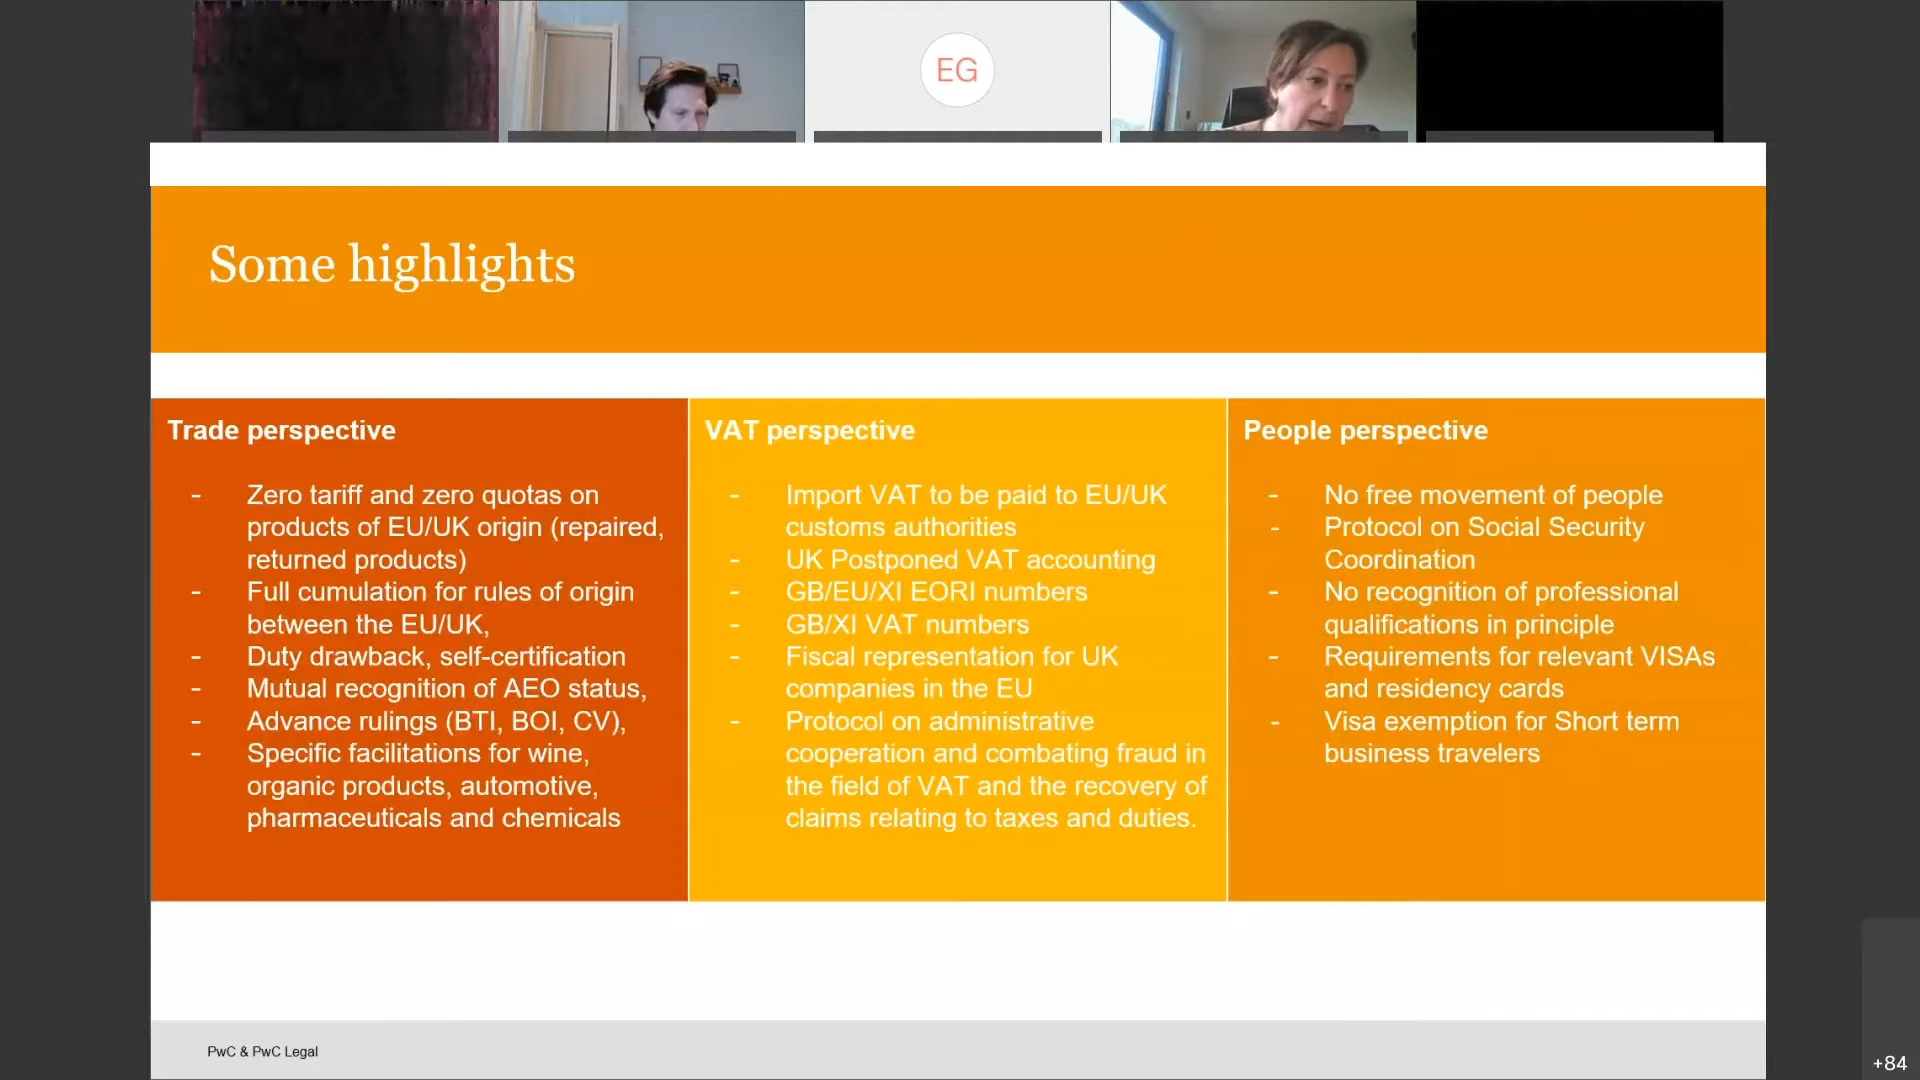 EG
Some highlights
Trade perspective
- Zero tariff and zero quotas on
products of EU/UK origin (repaired,
returned products)
- Full cumulation for rules of origin
between the EU/UK,
- Duty drawback, self-certification
- Mutual recognition of AEO status,
- Advance rulings (BTI, BOI, CV),
- Specific facilitations for wine,
organic products, automotive,
pharmaceuticals and chemicals
VAT perspective
- Import VAT to be paid to EU/UK
customs authorities
- UK Postponed VAT accounting
- GB/EU/XI EORI numbers
- GB/XI VAT numbers
- Fiscal representation for UK
companies in the EU
- Protocol on administrative
cooperation and combating fraud in
the field of VAT and the recovery of
claims relating to taxes and duties.
People perspective
- No free movement of people
- Protocol on Social Security
Coordination
- No recognition of professional
qualifications in principle
- Requirements for relevant VISAs
and residency cards
- Visa exemption for Short term
business travelers
PwC & PwC Legal
+84